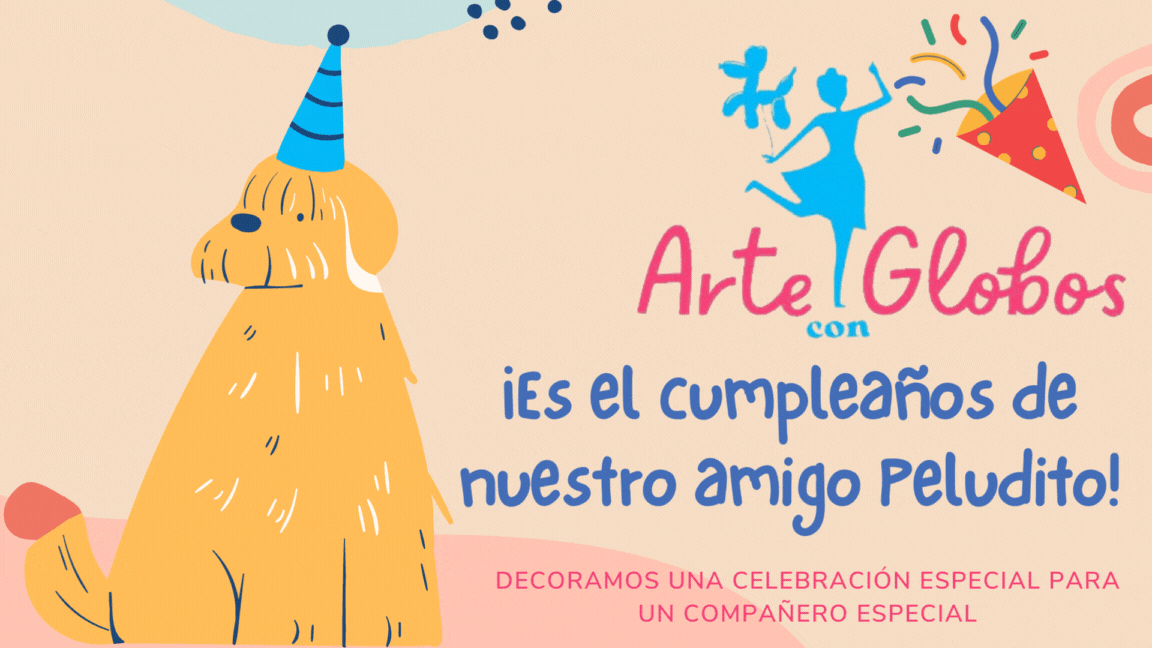 Arte con Globos
¡Es el cumpleaños de
nuestro amigo Peludito!
DECORAMOS UNA CELEBRACIÓN ESPECIAL PARA
UN COMPAÑERO ESPECIAL